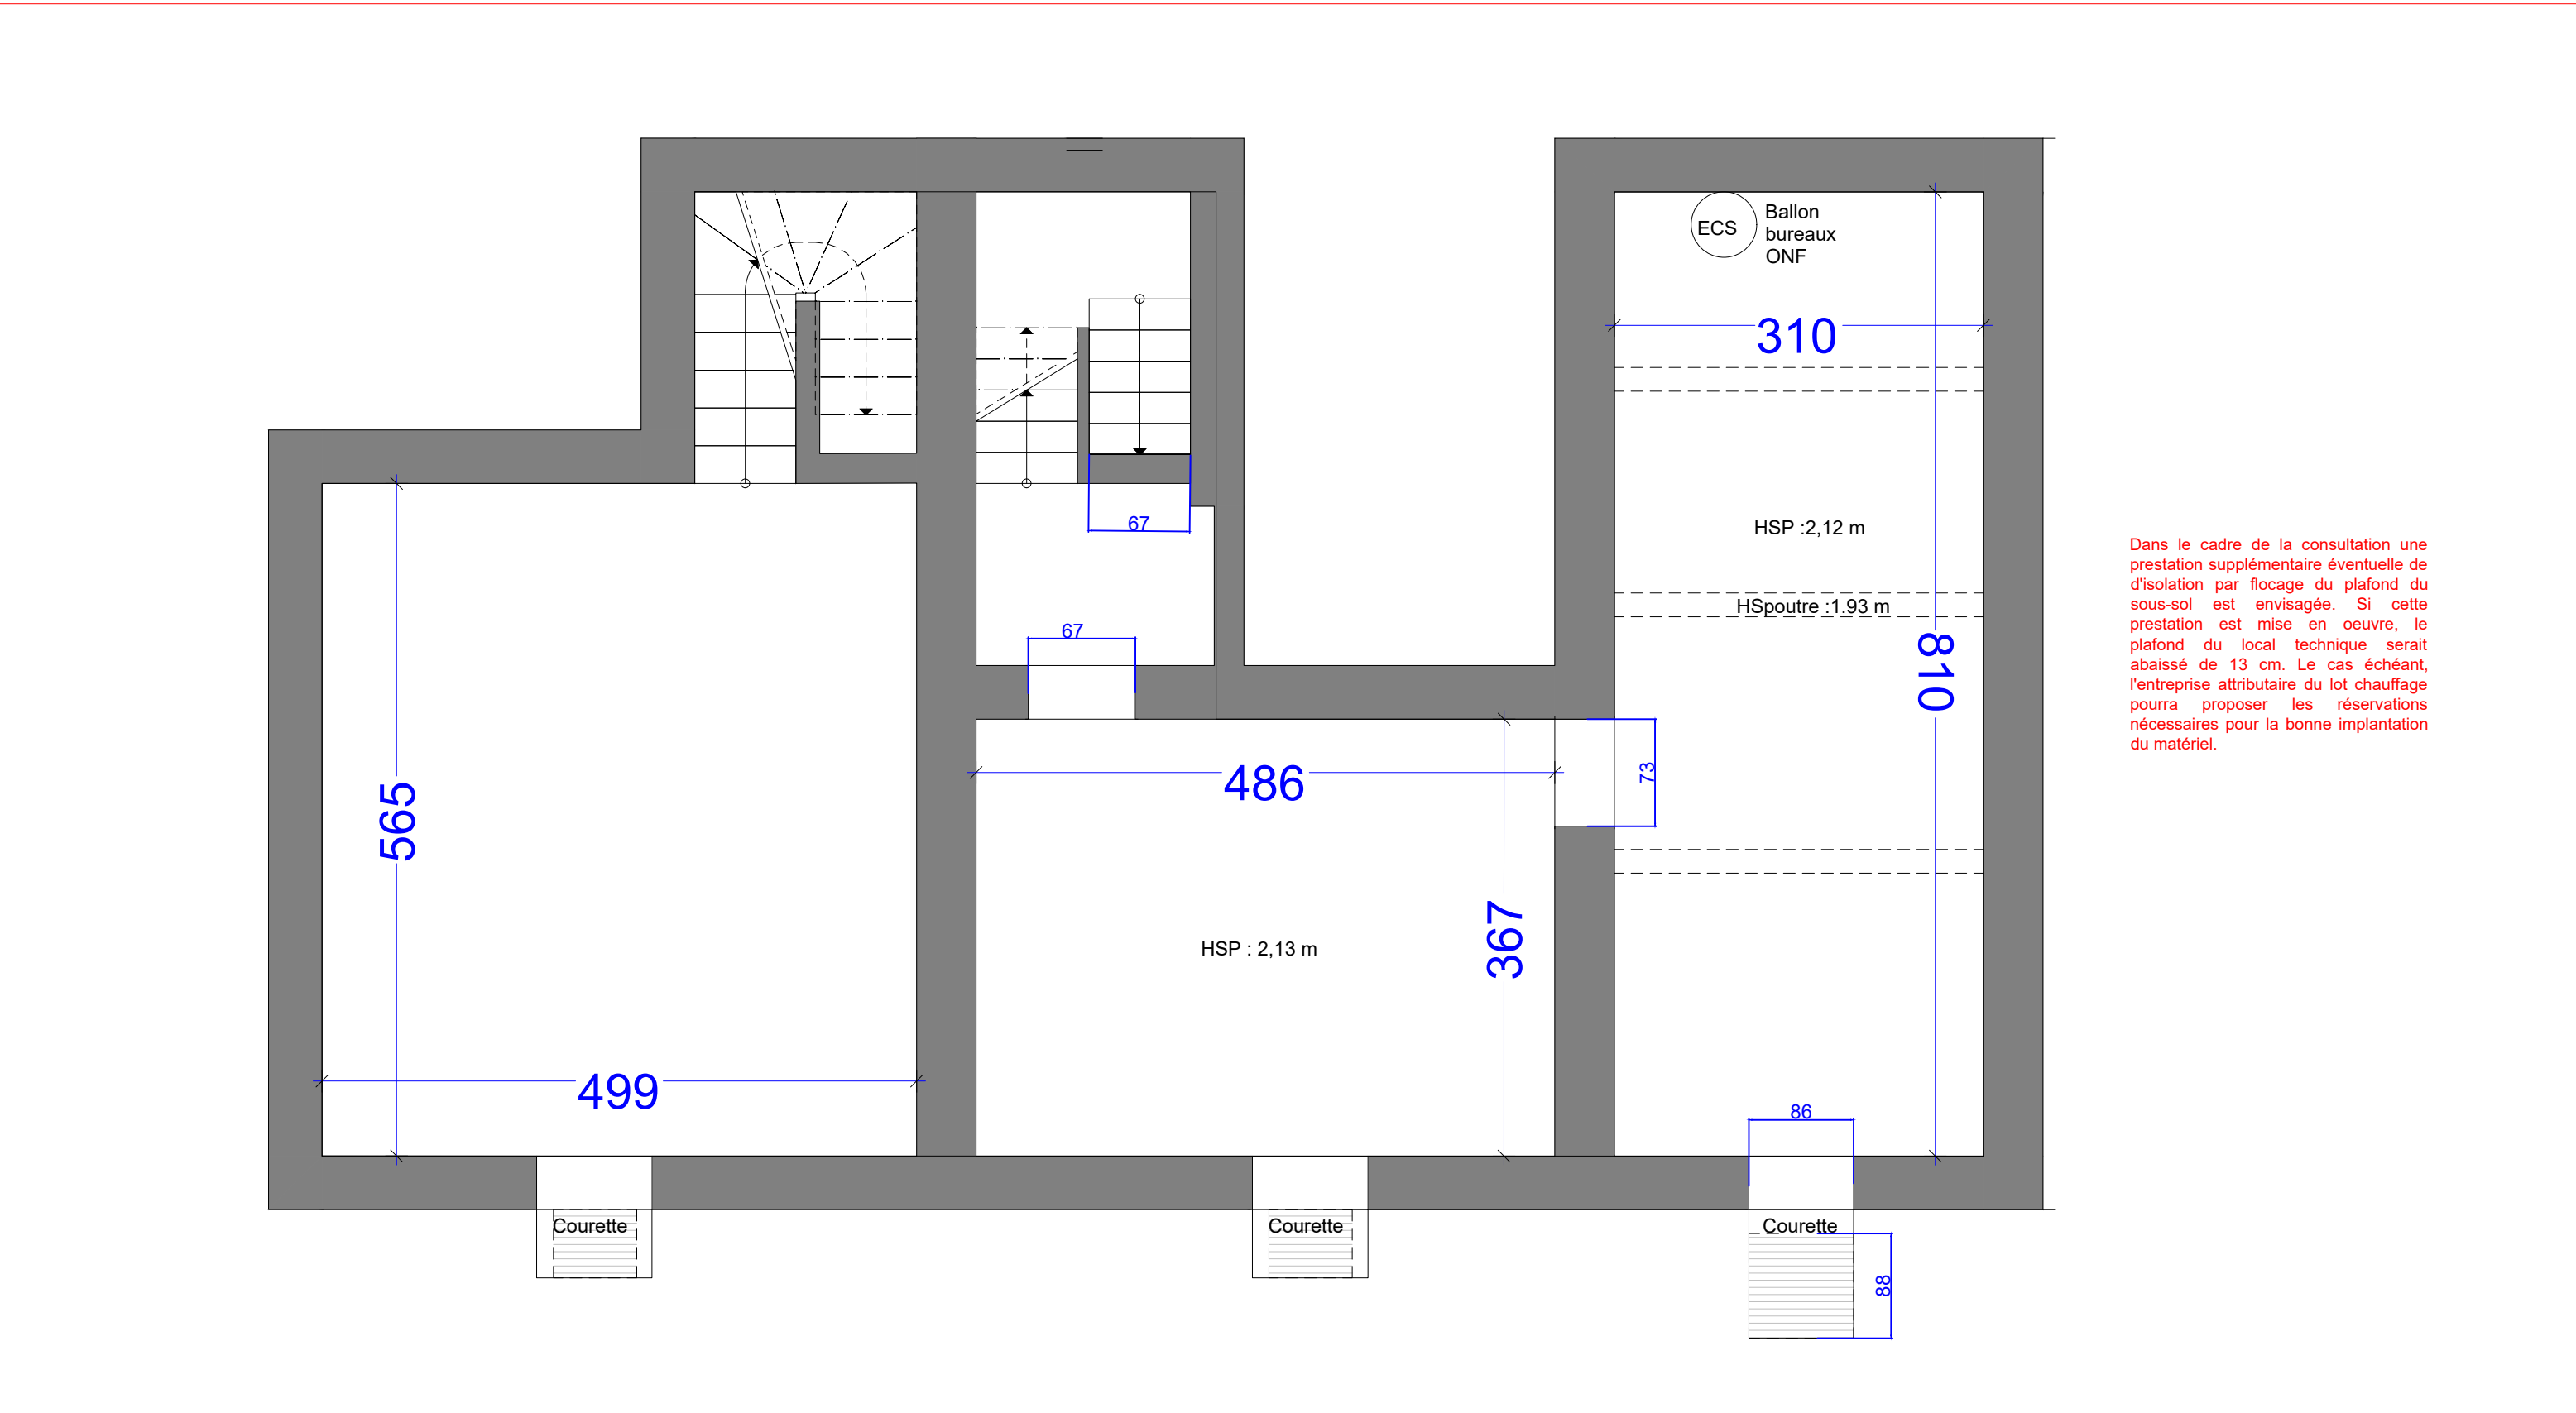 ECS
Ballon
bureaux
ONF
310
HSP :2,12 m
67
Dans le cadre de la consultation une
prestation supplémentaire éventuelle de
d'isolation par flocage du plafond du
sous-sol est envisagée. Si cette
prestation est mise en oeuvre, le
plafond du local technique serait
abaissé de 13 cm. Le cas échéant,
l'entreprise attributaire du lot chauffage
pourra proposer les réservations
nécessaires pour la bonne implantation
du matériel.
HSpoutre :1.93 m
67
810
73
486
565
367
HSP : 2,13 m
499
86
Courette
Courette
Courette
88